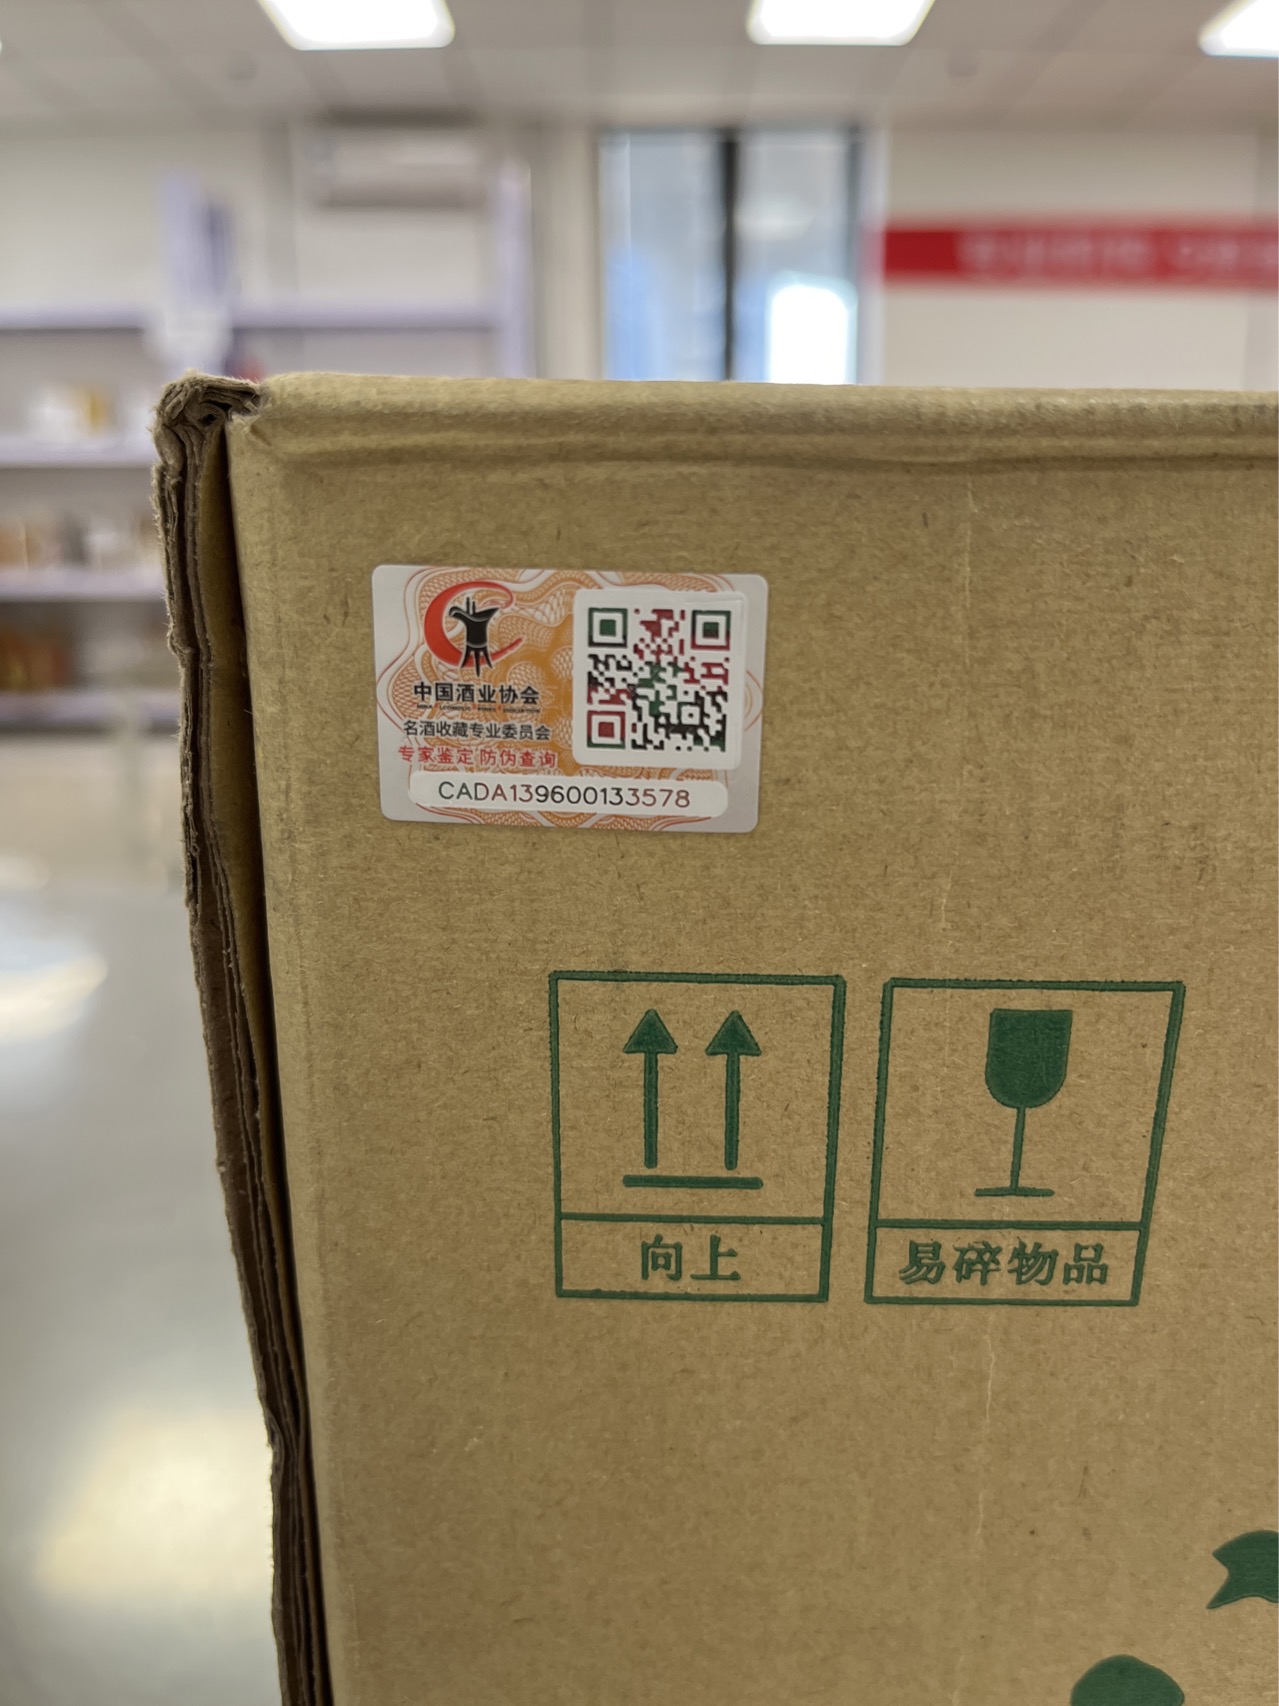 中国酒业协会
名酒收藏专业委员会
专家鉴定 防伪查询
CADA139600133578
向上
易碎物品